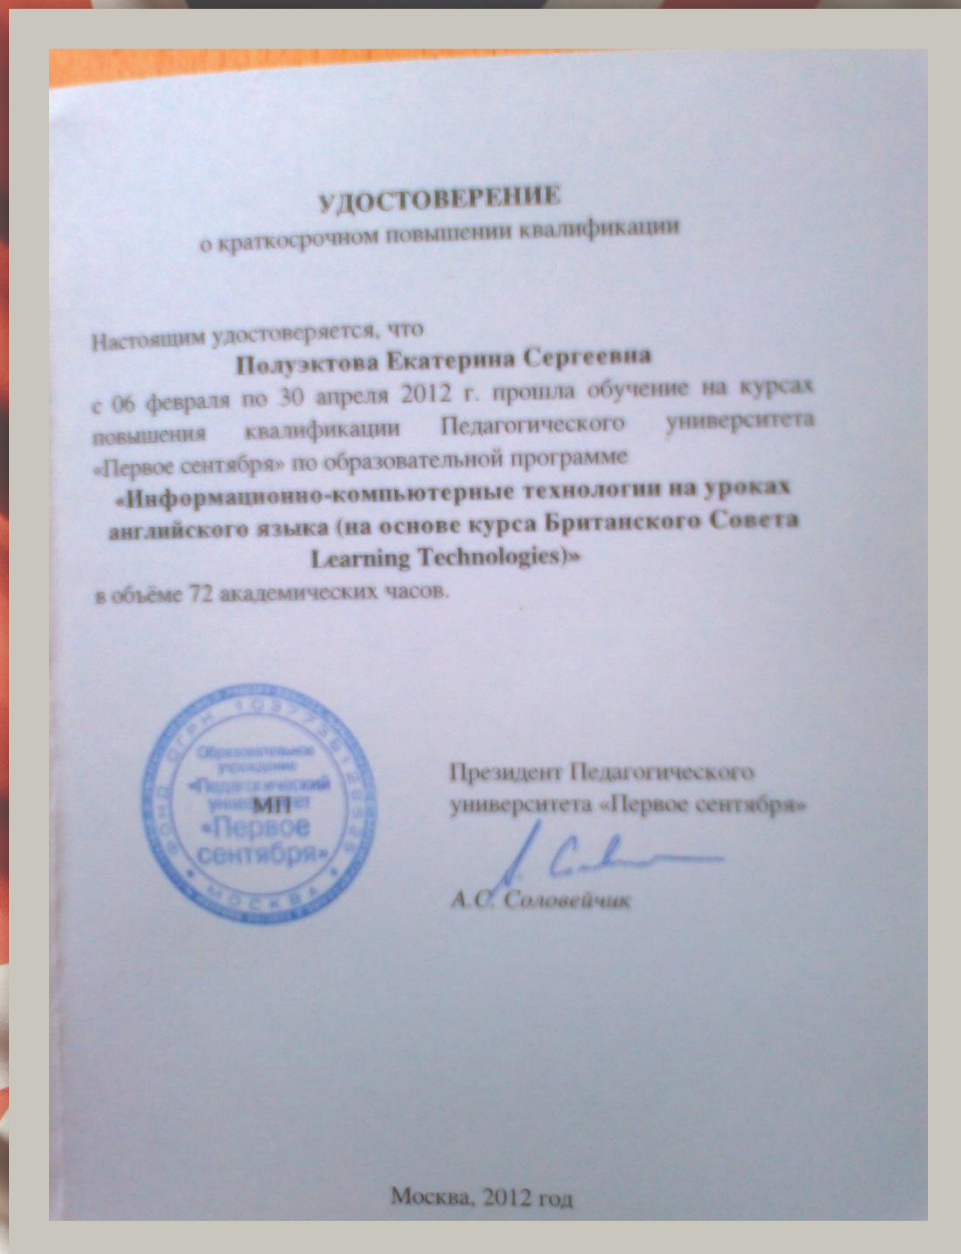 УДОСТОВЕРЕНИЕ
о краткосрочном повышении квалификации
Настоящим удостоверяется, что
Полуэктова Екатерина Сергеевна
с 06 февраля по 30 апреля 2012 г. прошла обучение на курсах
повышения квалификации Педагогического университета
«Первое сентября» по образовательной программе
«Информационно-компьютерные технологии на уроках
английского языка (на основе курса Британского Совета
Learning Technologies)»
в объёме 72 академических часов.
ФОНД ОГРН
Образовательное
учреждение
«Педагогический
университет
МП
«Первое
сентября»
МОСКВА
Президент Педагогического
университета «Первое сентября»
А.С. Соловейчик
Москва, 2012 год